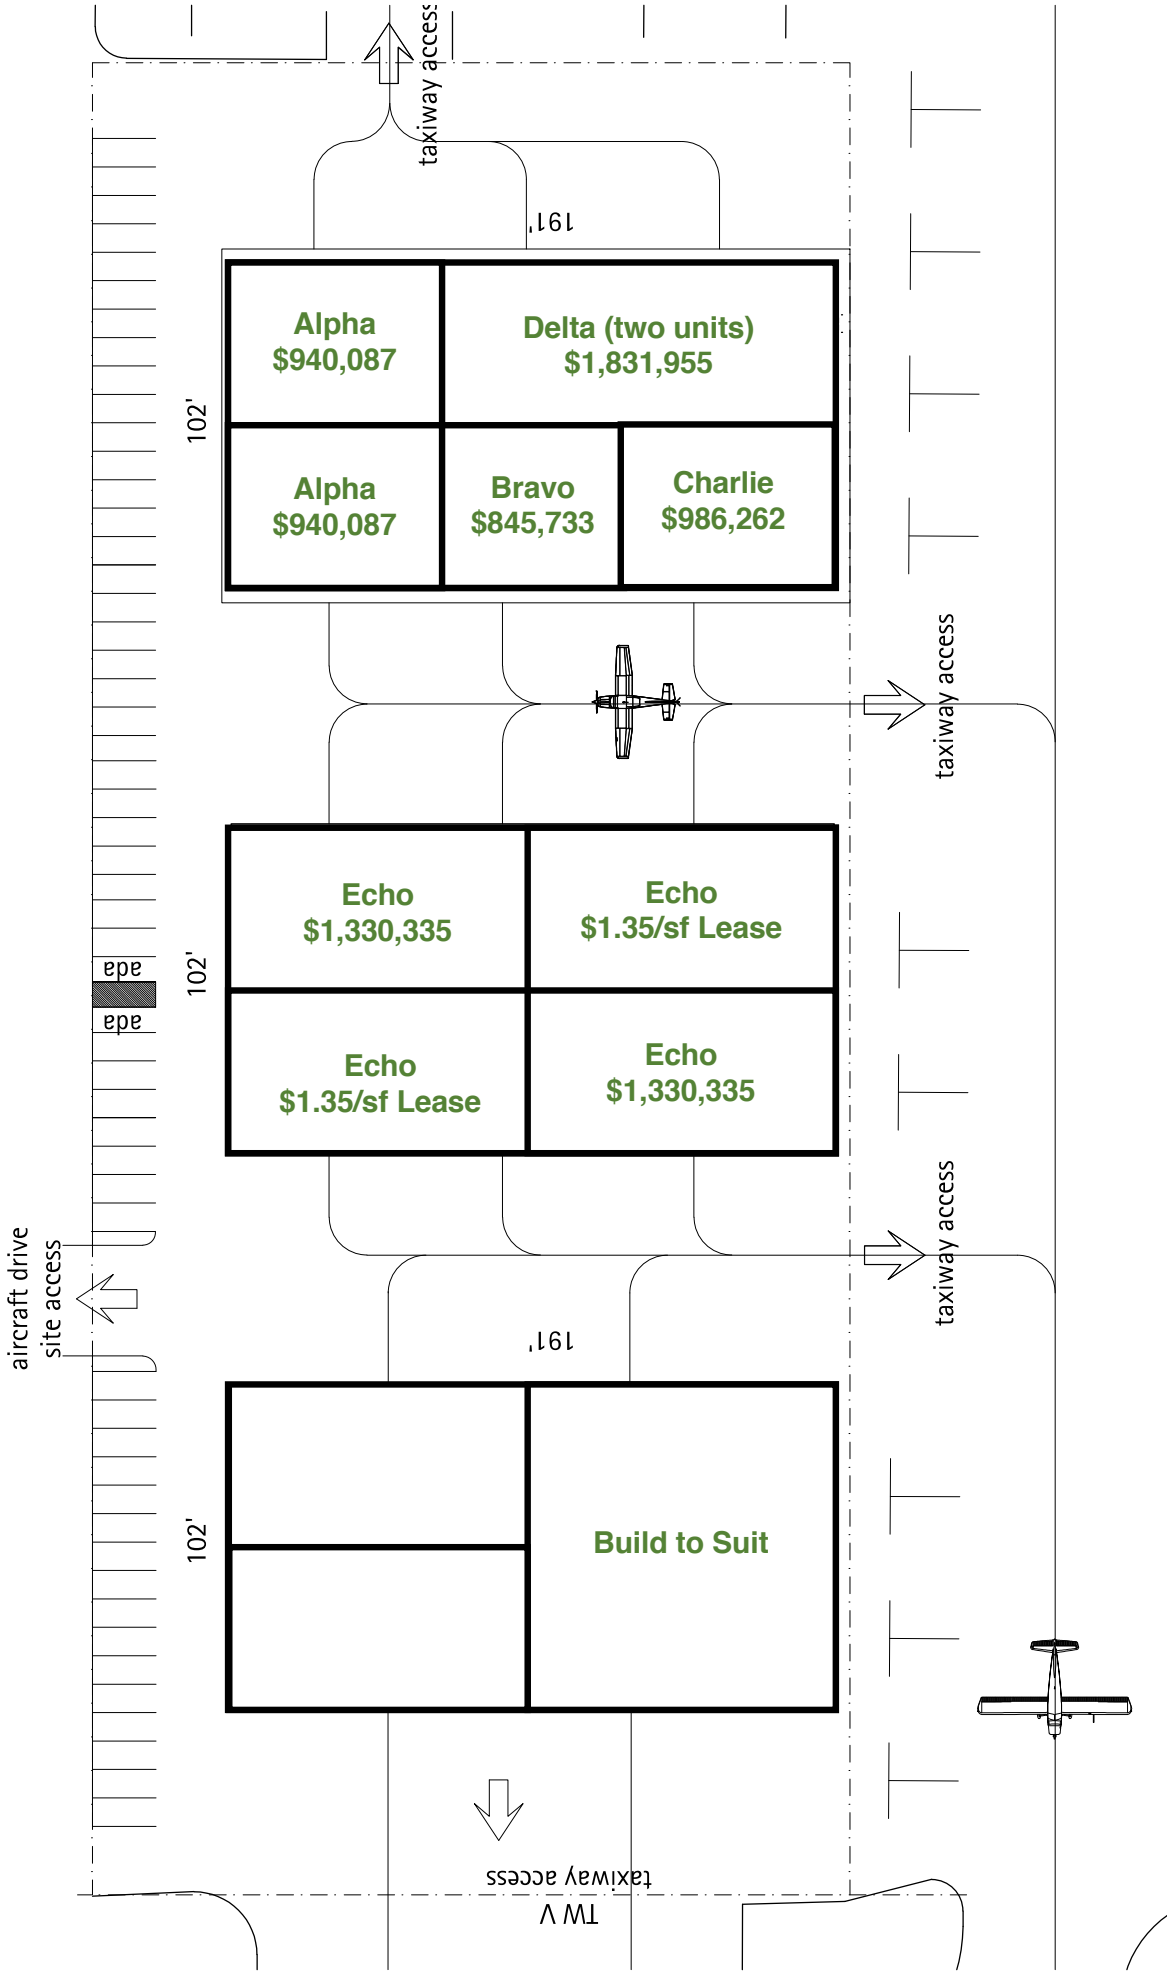 taxiway access
191'
Alpha
$940,087
Delta (two units)
$1,831,955
102'
Alpha
$940,087
Bravo
$845,733
Charlie
$986,262
taxiway access
Echo
$1,330,335
Echo
$1.35/sf Lease
ada
102'
ada
Echo
$1.35/sf Lease
Echo
$1,330,335
taxiway access
aircraft drive
site access
191'
102'
Build to Suit
taxiway access
TW V